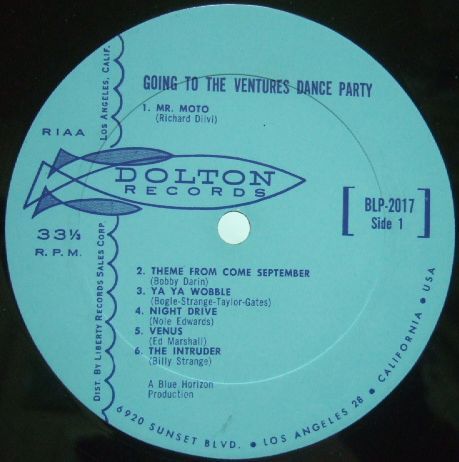 GOING TO THE VENTURES DANCE PARTY
1. MR. MOTO
(Richard Dilvi)
RIAA
DOLTON
RECORDS
33⅓
R.P.M.
[BLP-2017
Side 1]
2. THEME FROM COME SEPTEMBER
(Bobby Darin)
3. YA YA WOBBLE
(Bogle-Strange-Taylor-Gates)
4. NIGHT DRIVE
(Nole Edwards)
5. VENUS
(Ed Marshall)
6. THE INTRUDER
(Billy Strange)
A Blue Horizon
Production
DIST. BY LIBERTY RECORDS SALES CORP.
LOS ANGELES, CALIF.
6920 SUNSET BLVD. • LOS ANGELES 28 • CALIFORNIA • USA